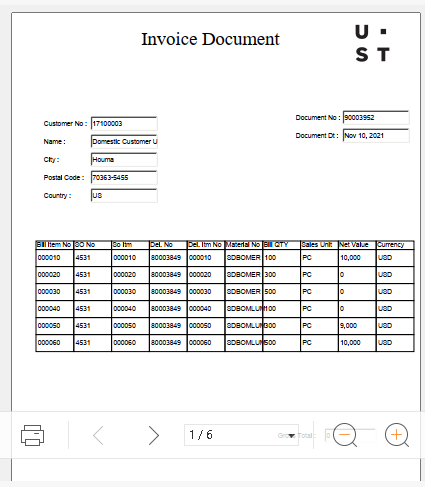 Invoice Document
U ·
S T
Customer No : 17100003
Document No : 90003952
Name : Domestic Customer U
Document Dt : Nov 10, 2021
City : Houma
Postal Code : 70363-5455
Country : US
Bill Item No SO No So Itm Del. No Del. Itm No Material No Bill QTY Sales Unit Net Value Currency
000010 4531 000010 80003849 000010 SDBOMER 100 PC 10,000 USD
000020 4531 000020 80003849 000020 SDBOMER 300 PC 0 USD
000030 4531 000030 80003849 000030 SDBOMER 500 PC 0 USD
000040 4531 000040 80003849 000040 SDBOMLUM 100 PC 0 USD
000050 4531 000050 80003849 000050 SDBOMLUM 300 PC 9,000 USD
000060 4531 000060 80003849 000060 SDBOMLUM 500 PC 10,000 USD
1 / 6
Total :